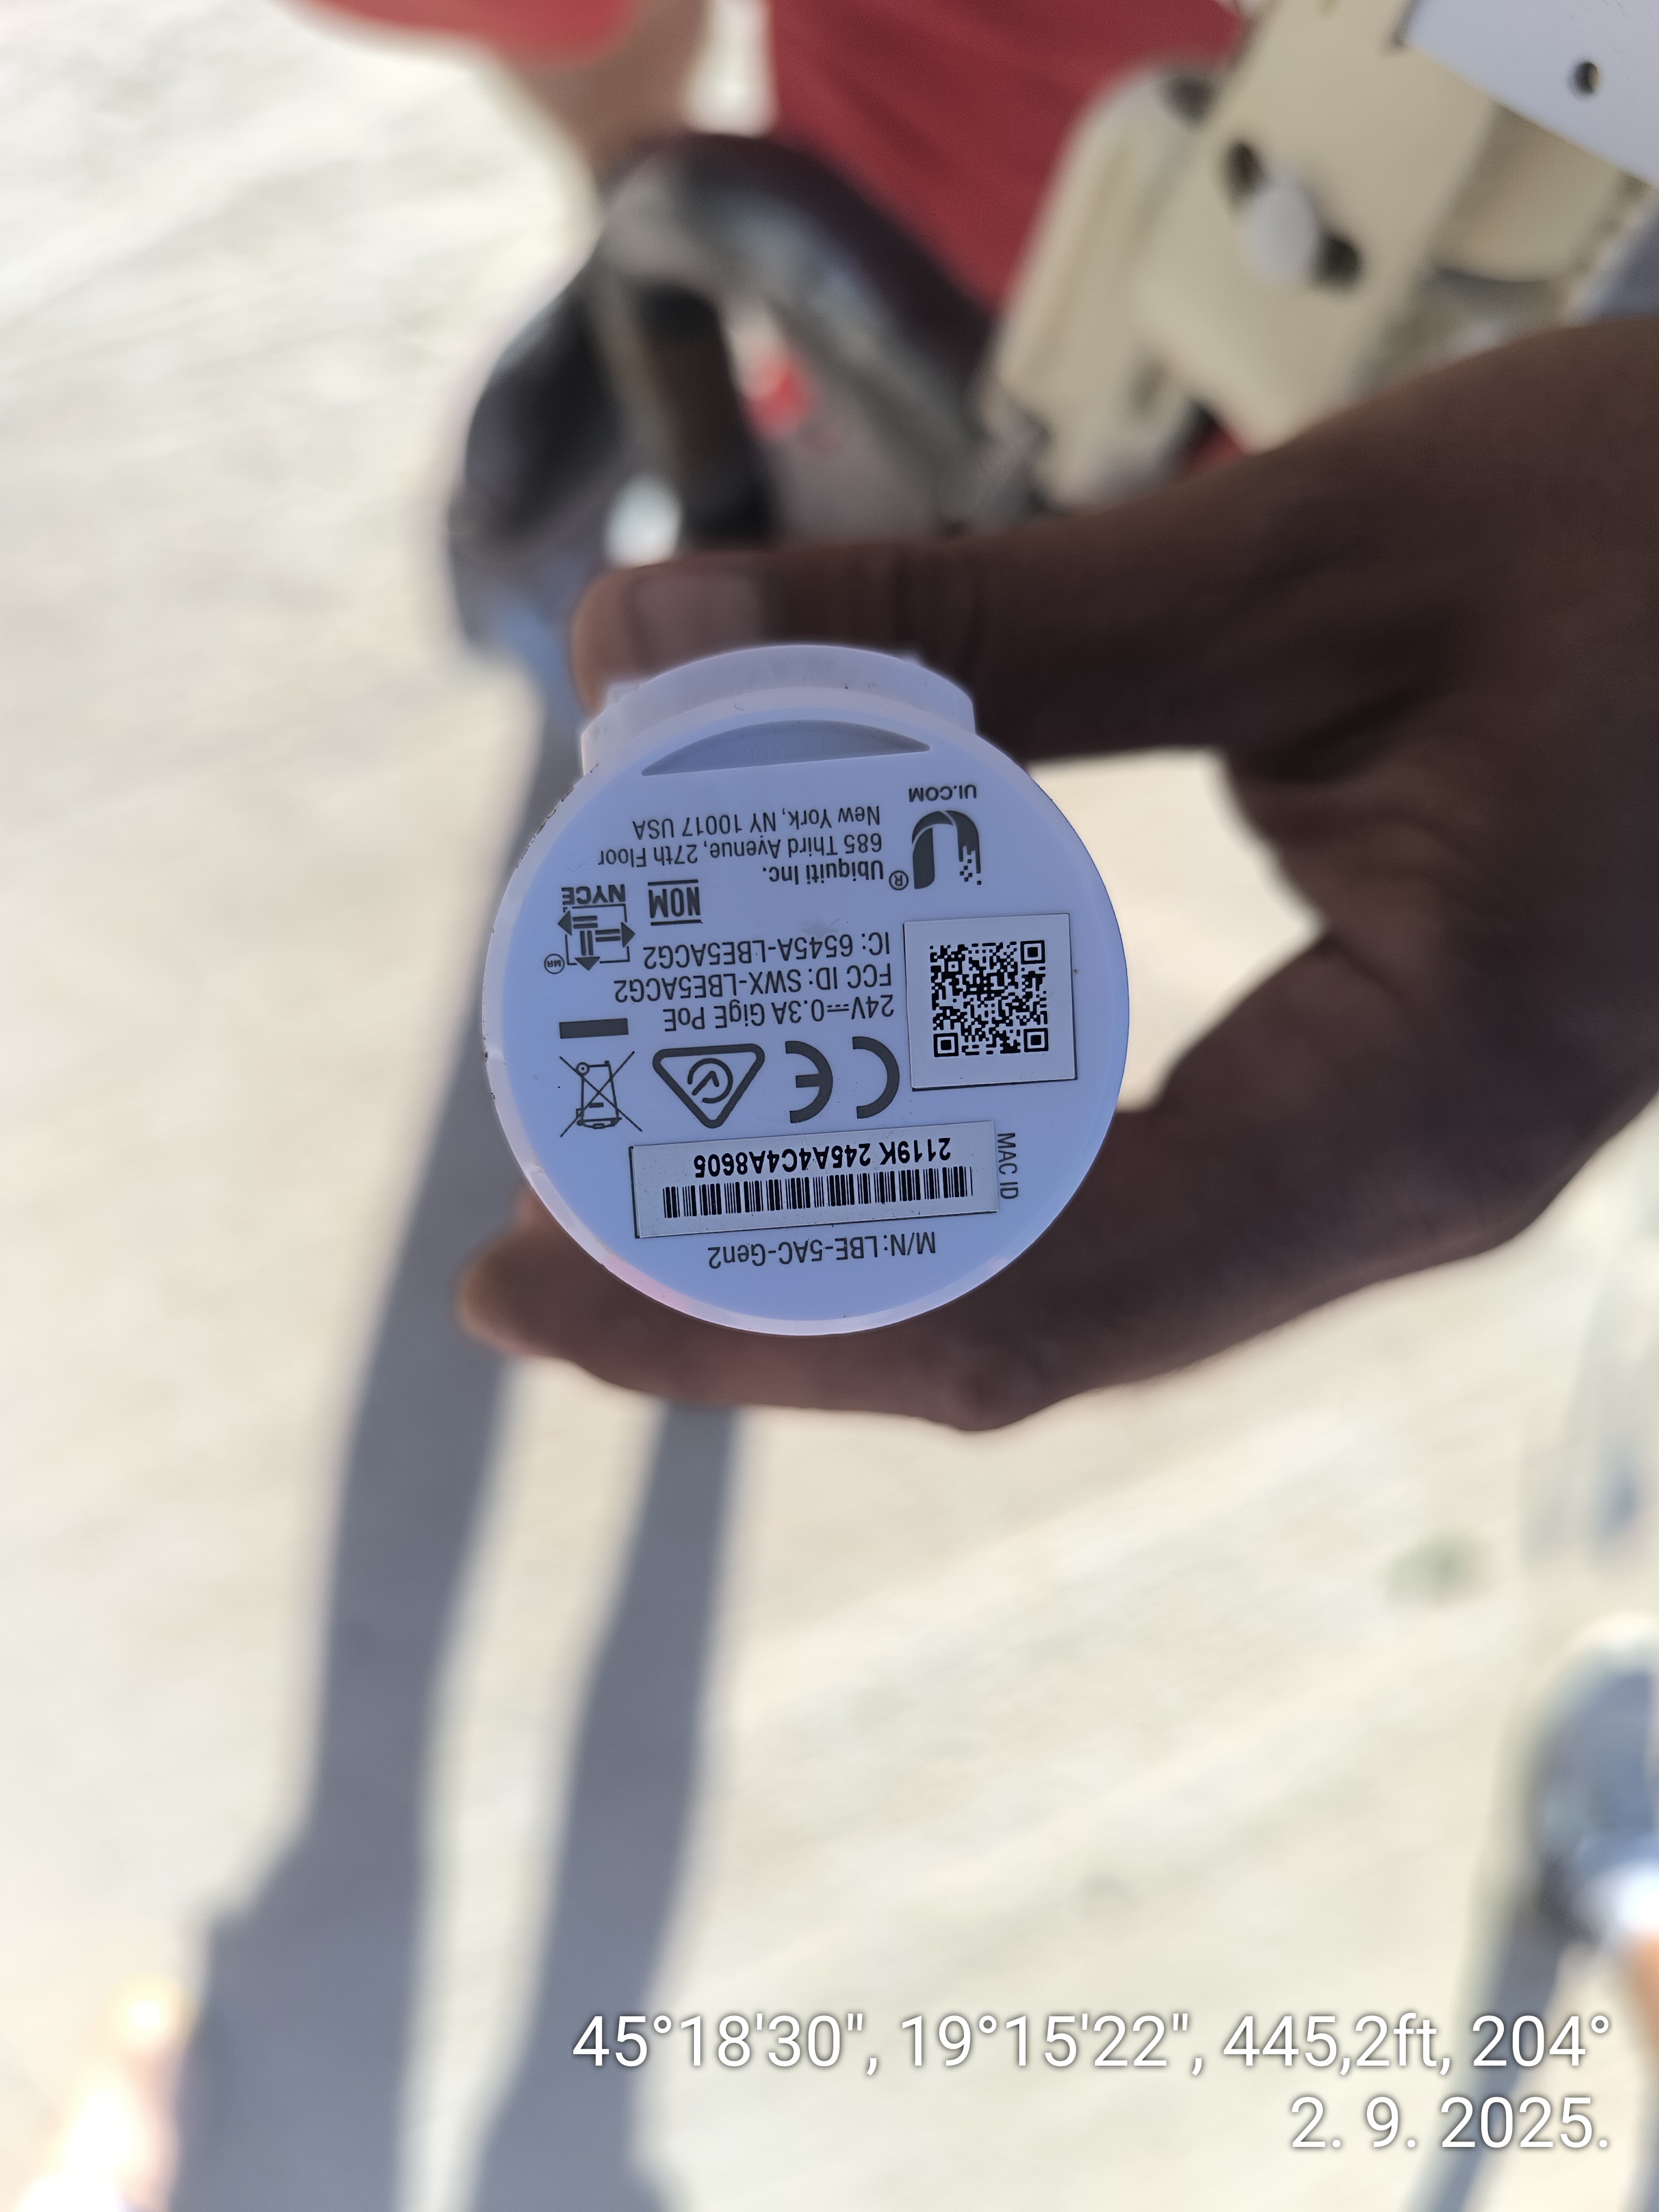 M/N:LBE-5AC-Gen2
MAC ID
2119K 245A4C4A8605
24V⎓0.3A GigE PoE
FCC ID: SWX-LBE5ACG2
IC: 6545A-LBE5ACG2
NOM
NYCE
MR
Ubiquiti Inc.
685 Third Avenue, 27th Floor
New York, NY 10017 USA
UI.COM
45°18'30", 19°15'22", 445,2ft, 204°
2. 9. 2025.